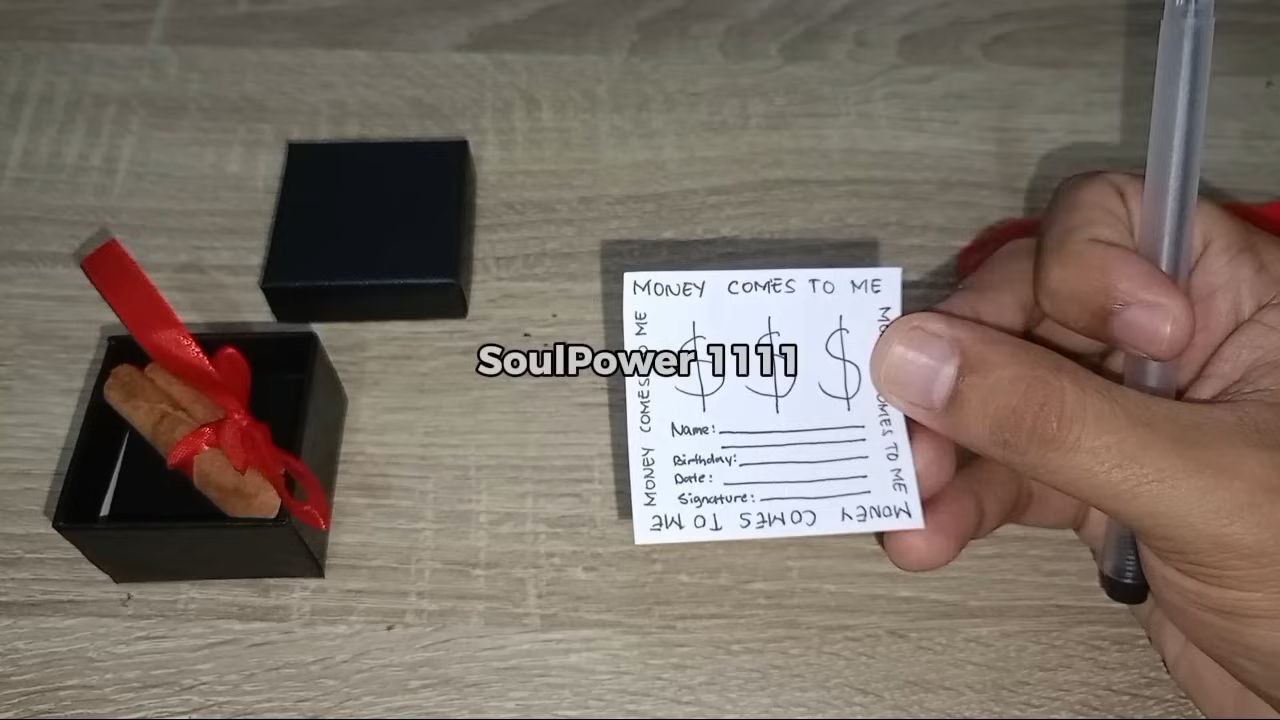 MONEY COMES TO ME
MONEY COMES TO ME
$ $ $
SoulPower 1111
COMES TO ME
Name:
Birthday:
Date:
Signature:
MONEY COMES TO ME